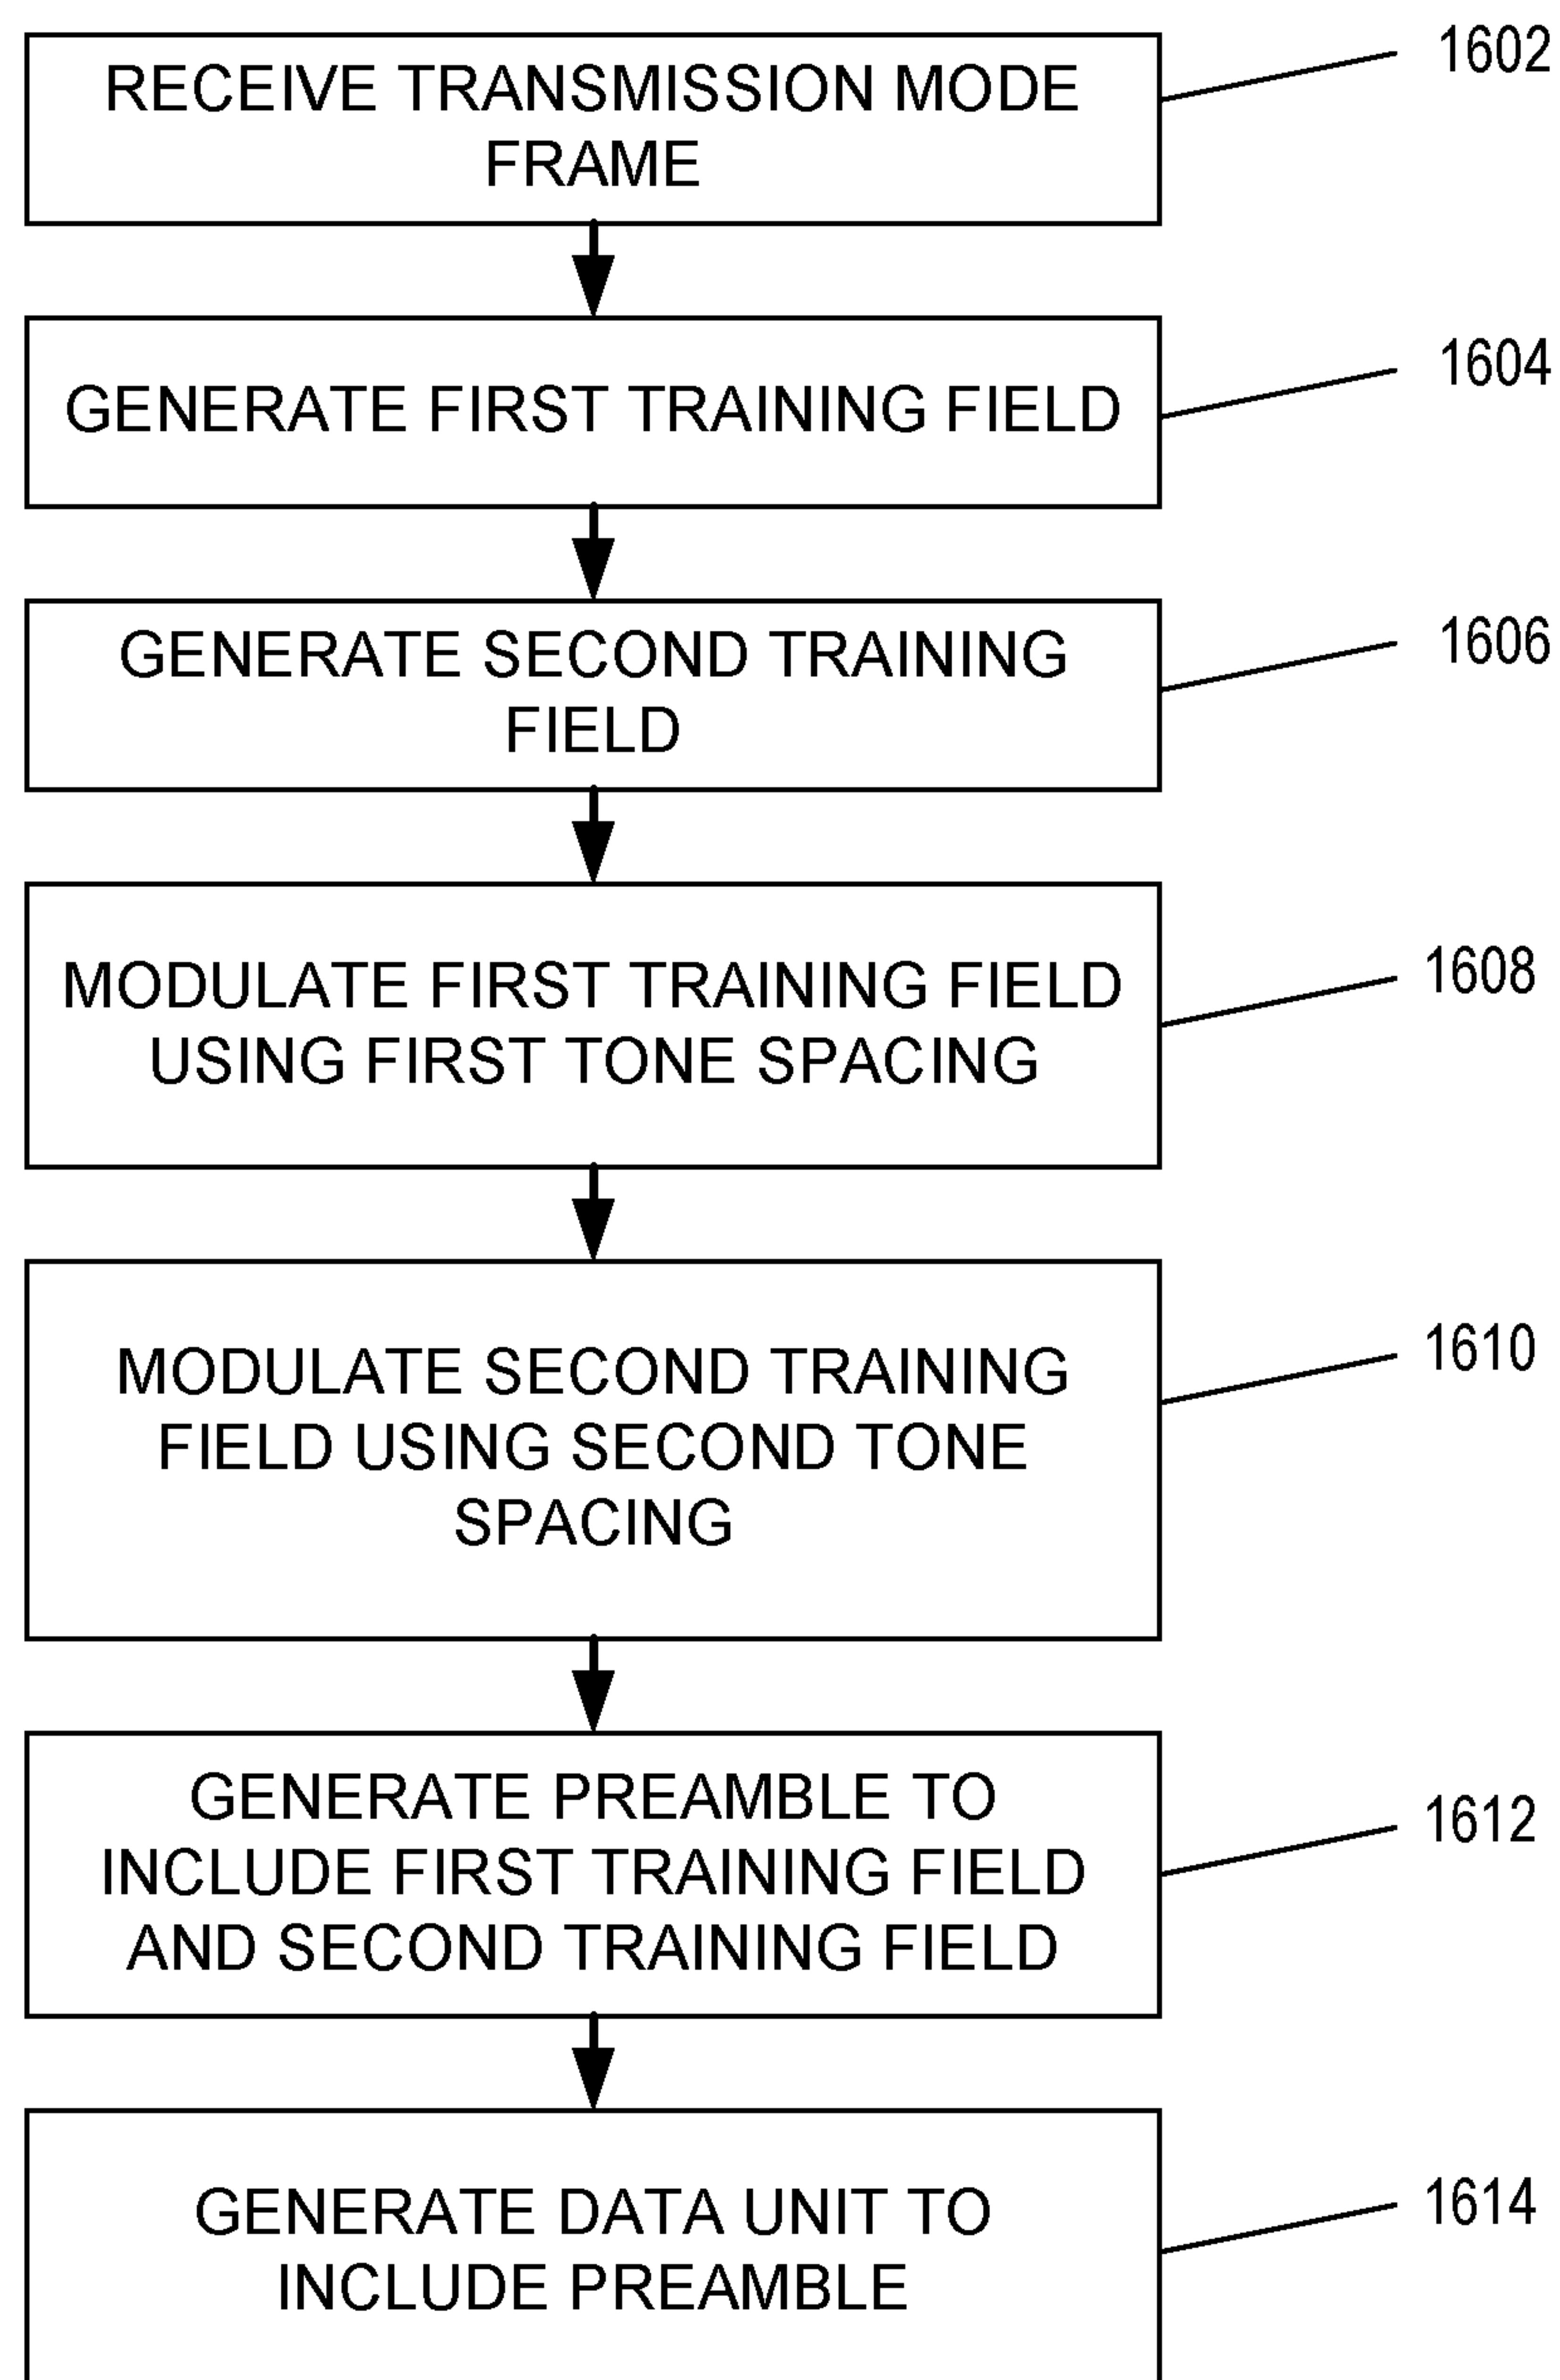 RECEIVE TRANSMISSION MODE
FRAME
1602
GENERATE FIRST TRAINING FIELD
1604
GENERATE SECOND TRAINING
FIELD
1606
MODULATE FIRST TRAINING FIELD
USING FIRST TONE SPACING
1608
MODULATE SECOND TRAINING
FIELD USING SECOND TONE
SPACING
1610
GENERATE PREAMBLE TO
INCLUDE FIRST TRAINING FIELD
AND SECOND TRAINING FIELD
1612
GENERATE DATA UNIT TO
INCLUDE PREAMBLE
1614